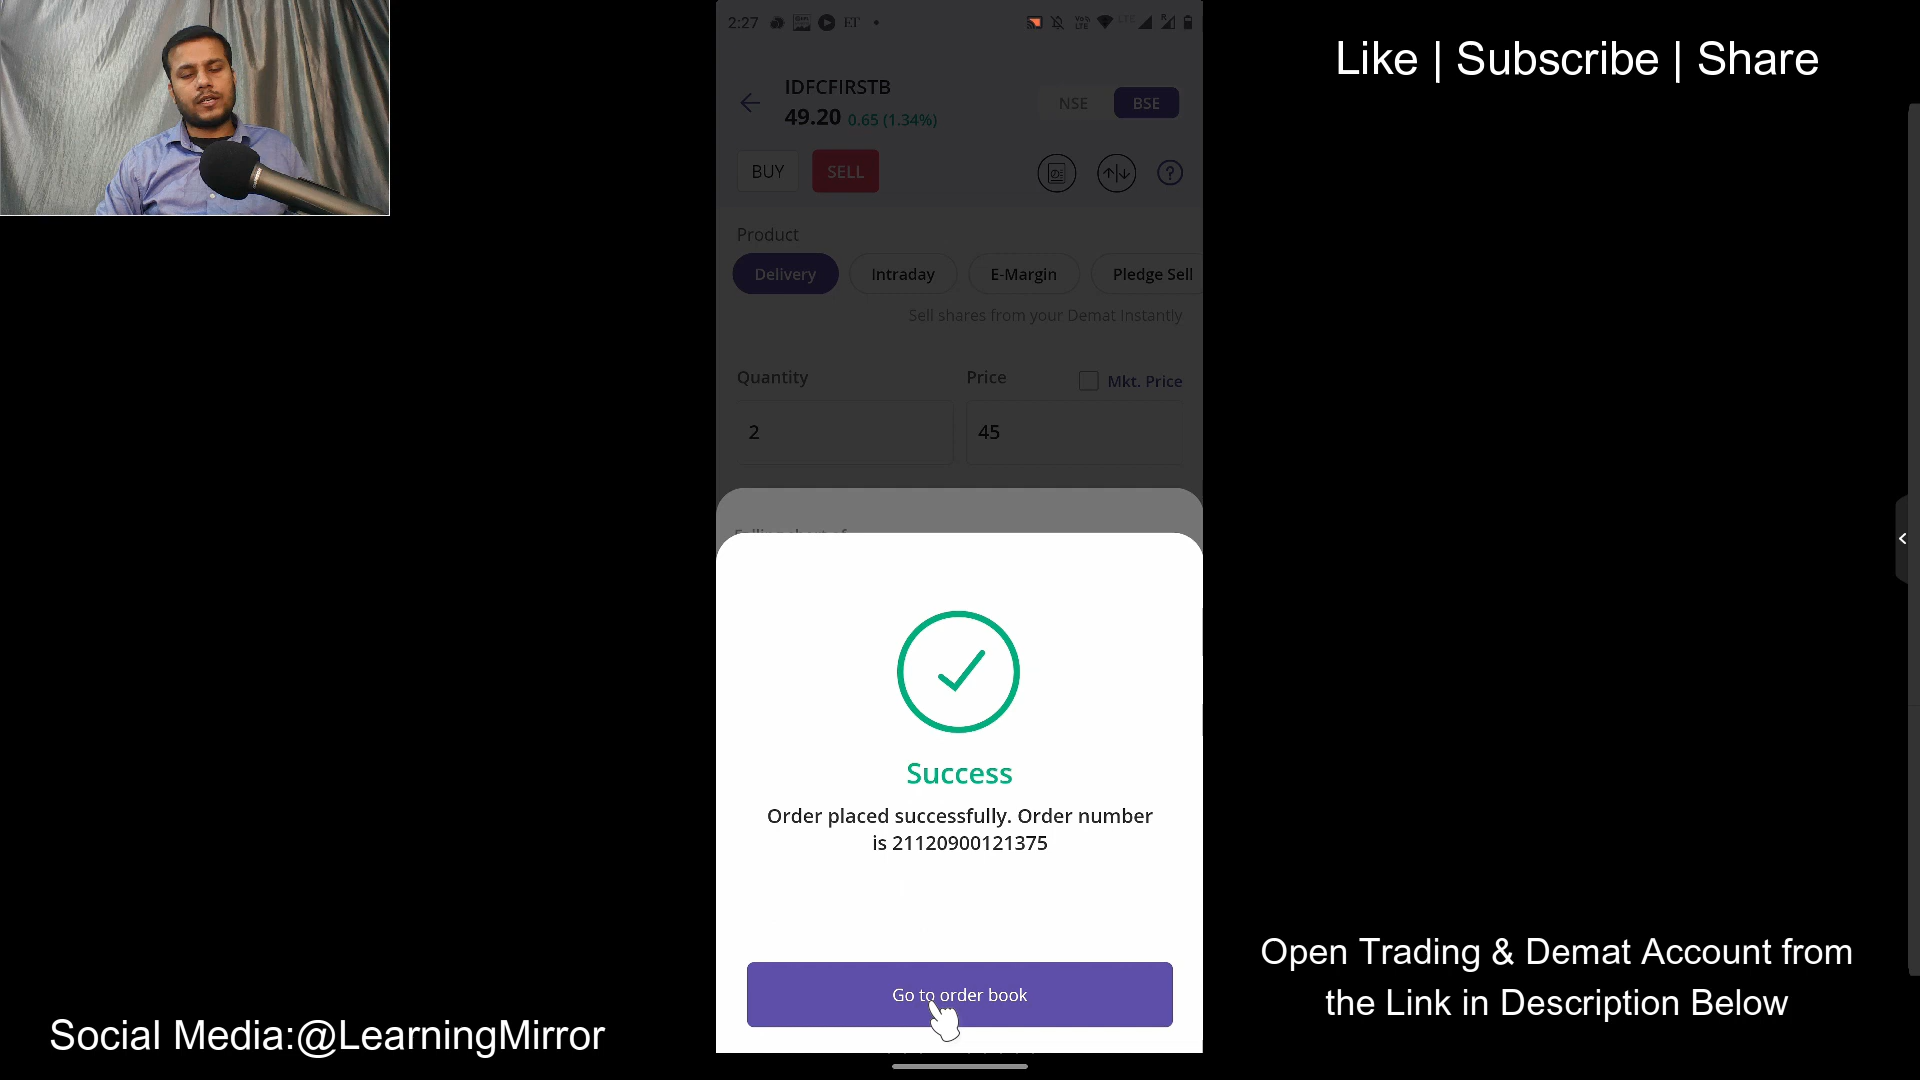 Like | Subscribe | Share
2:27 ET
IDFCFIRSTB
49.20 0.65 (1.34%)
NSE BSE
BUY SELL
Product
Delivery Intraday E-Margin Pledge Sell
Sell shares from your Demat Instantly
Quantity Price Mkt. Price
2 45
Success
Order placed successfully. Order number
is 21120900121375
Go to order book
Open Trading & Demat Account from
the Link in Description Below
Social Media:@LearningMirror